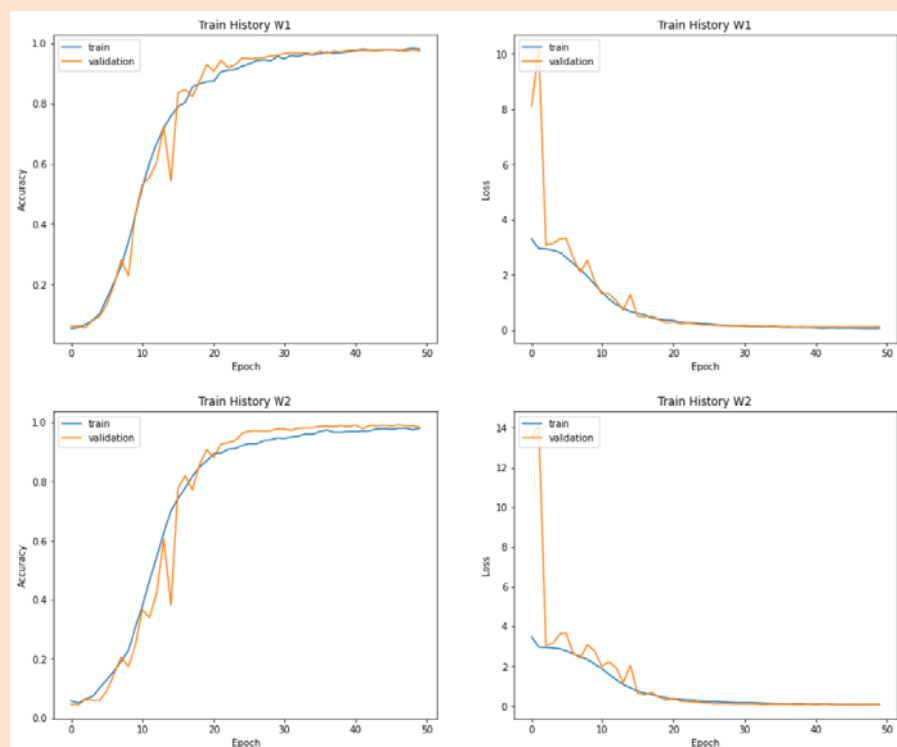 Train History W1
train
validation
1.0
0.8
0.6
0.4
0.2
Accuracy
0 10 20 30 40 50
Epoch
Train History W1
train
validation
10
8
6
4
2
0
Loss
0 10 20 30 40 50
Epoch
Train History W2
train
validation
1.0
0.8
0.6
0.4
0.2
0.0
Accuracy
0 10 20 30 40 50
Epoch
Train History W2
train
validation
14
12
10
8
6
4
2
0
Loss
0 10 20 30 40 50
Epoch